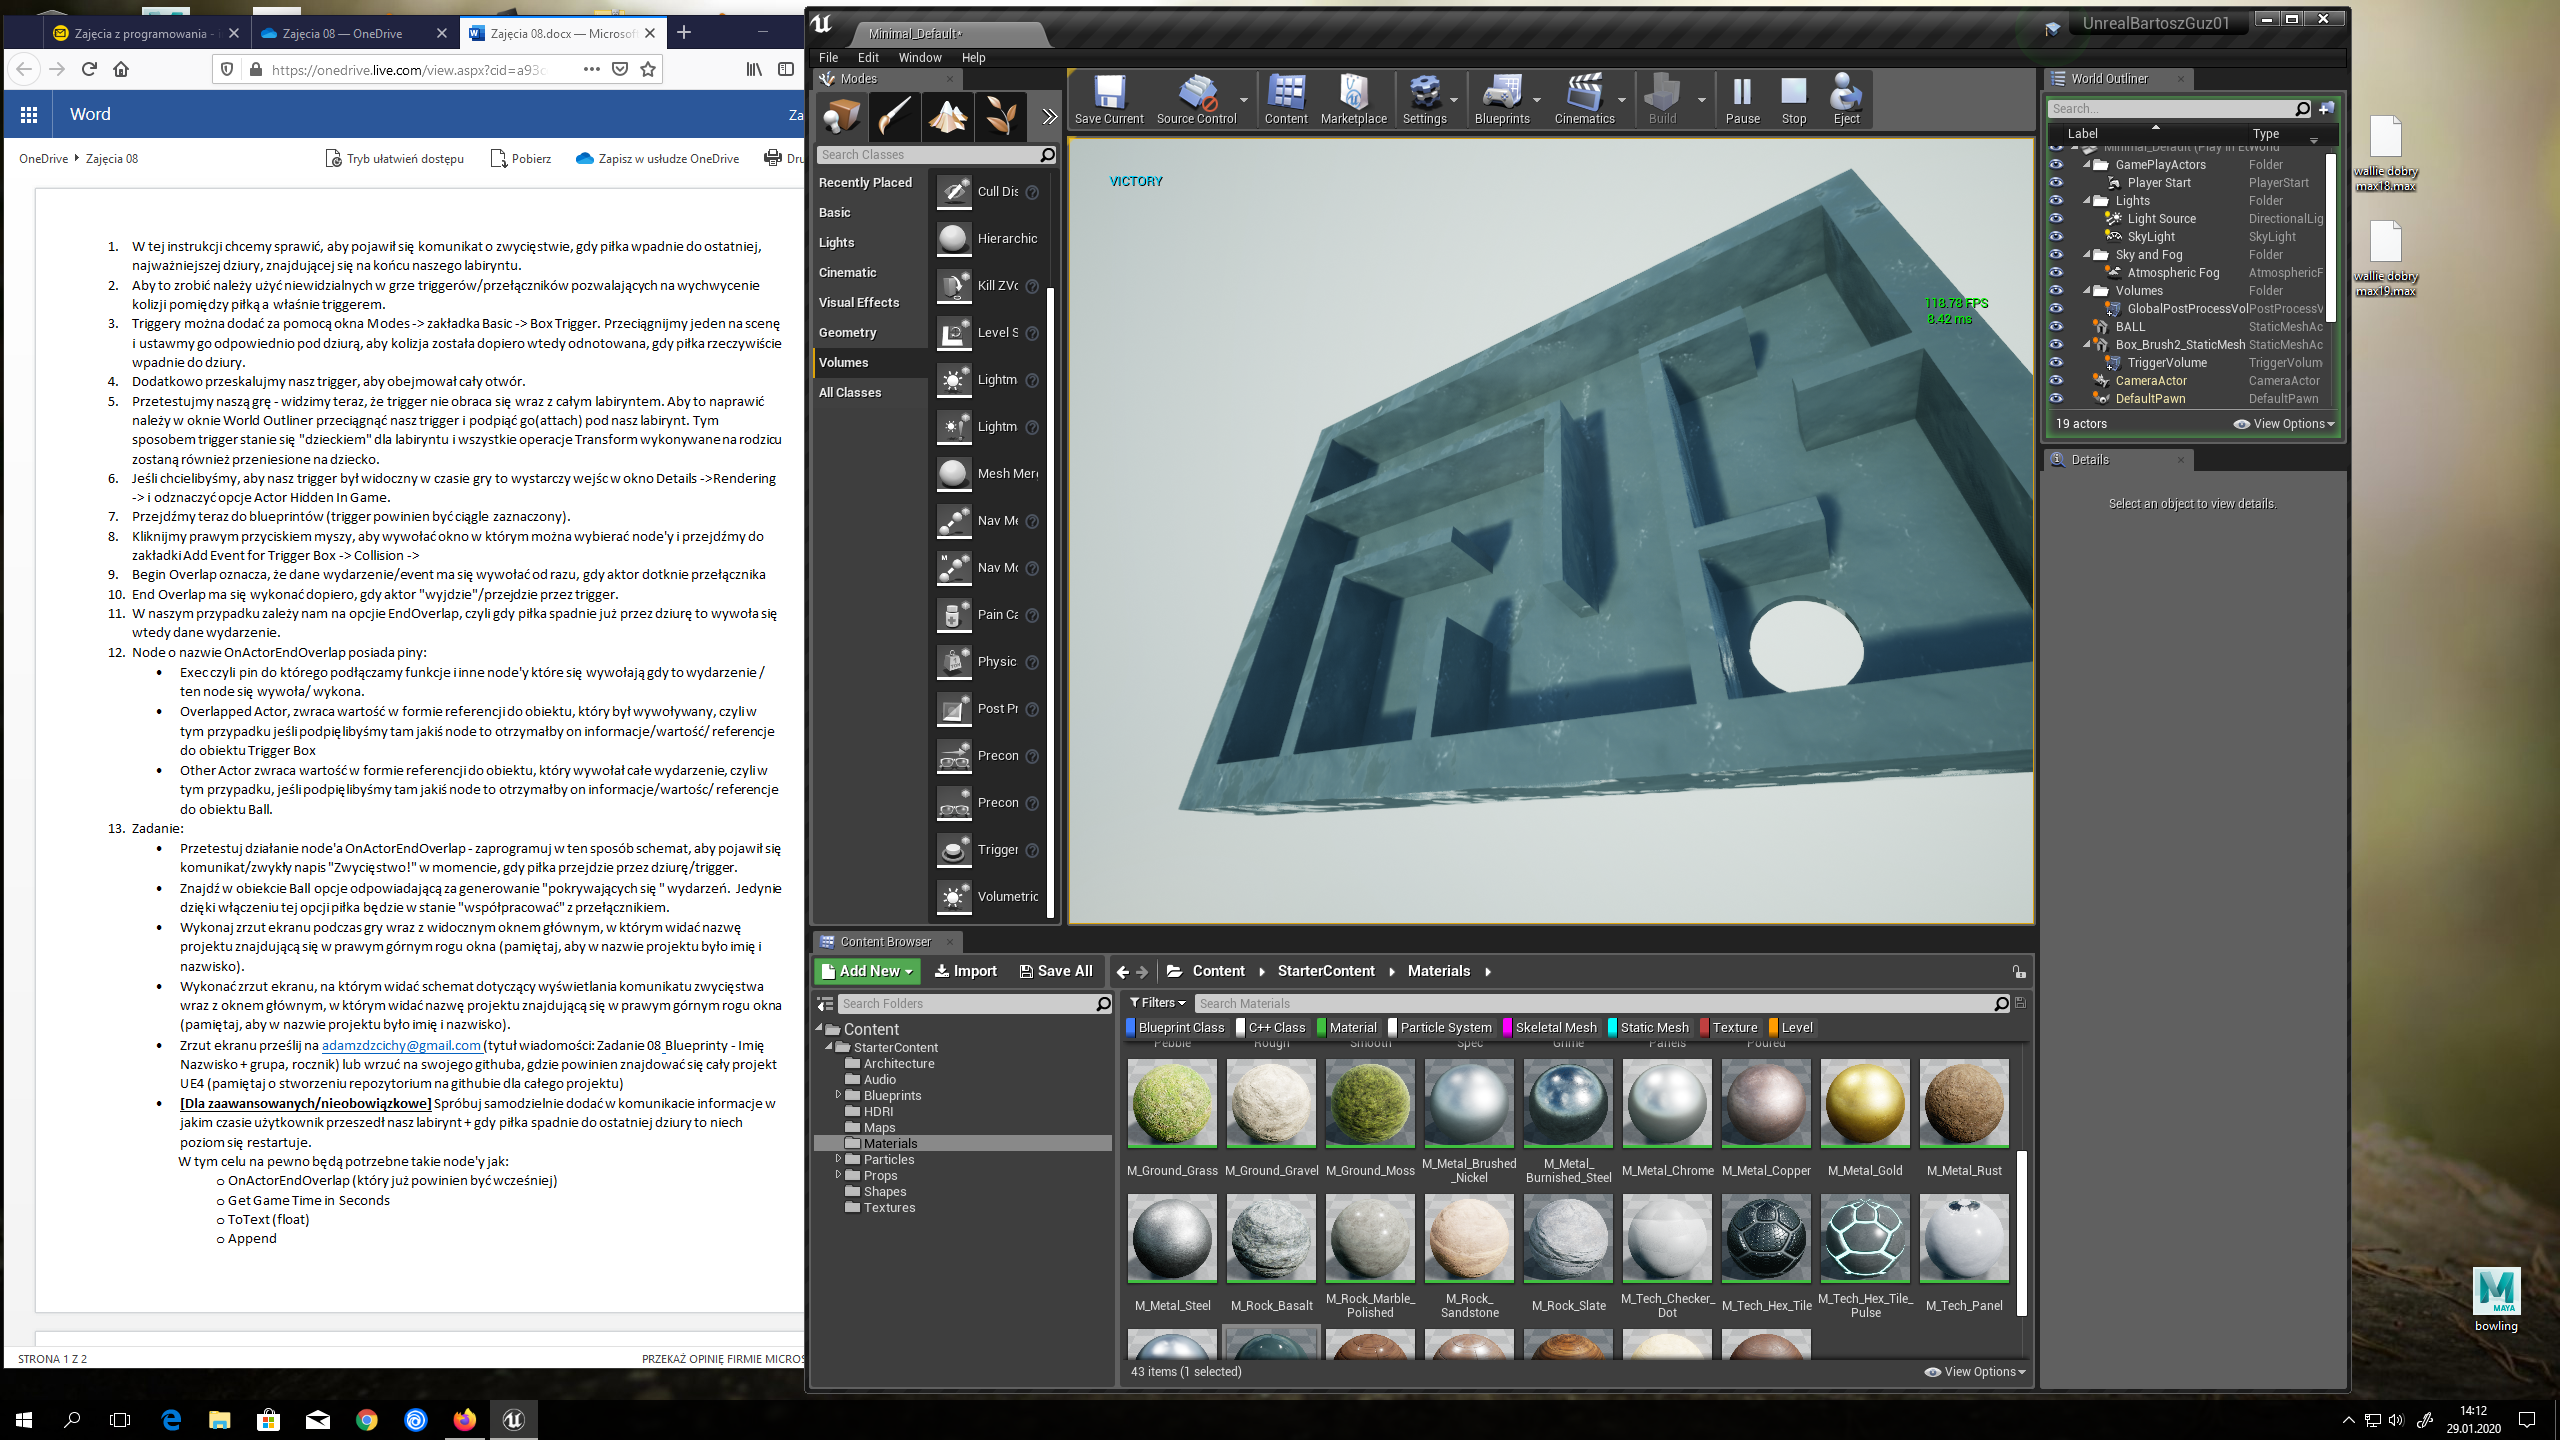 Zajęcia z programowania -
Zajęcia 08 — OneDrive
Zajęcia 08.docx — Microsof
https://onedrive.live.com/view.aspx?cid=a93c
Word
Za
OneDrive
Zajęcia 08
Tryb ułatwień dostępu
Pobierz
Zapisz w usłudze OneDrive
Dru
1. W tej instrukcji chcemy sprawić, aby pojawił się komunikat o zwycięstwie, gdy piłka wpadnie do ostatniej,
najważniejszej dziury, znajdującej się na końcu naszego labiryntu.
2. Aby to zrobić należy użyć niewidzialnych w grze triggerów/przełączników pozwalających na wychwycenie
kolizji pomiędzy piłką a właśnie triggerem.
3. Triggery można dodać za pomocą okna Modes -> zakładka Basic -> Box Trigger. Przeciągnijmy jeden na scenę
i ustawmy go odpowiednio pod dziurą, aby kolizja została dopiero wtedy odnotowana, gdy piłka rzeczywiście
wpadnie do dziury.
4. Dodatkowo przeskalujmy nasz trigger, aby obejmował cały otwór.
5. Przetestujmy naszą grę - widzimy teraz, że trigger nie obraca się wraz z całym labiryntem. Aby to naprawić
należy w oknie World Outliner przeciągnąć nasz trigger i podpiąć go(attach) pod nasz labirynt. Tym
sposobem trigger stanie się "dzieckiem" dla labiryntu i wszystkie operacje Transform wykonywane na rodzicu
zostaną również przeniesione na dziecko.
6. Jeśli chcielibyśmy, aby nasz trigger był widoczny w czasie gry to wystarczy wejśc w okno Details ->Rendering
-> i odznaczyć opcje Actor Hidden In Game.
7. Przejdźmy teraz do blueprintów (trigger powinien być ciągle zaznaczony).
8. Kliknijmy prawym przyciskiem myszy, aby wywołać okno w którym można wybierać node'y i przejdźmy do
zakładki Add Event for Trigger Box -> Collision ->
9. Begin Overlap oznacza, że dane wydarzenie/event ma się wywołać od razu, gdy aktor dotknie przełącznika
10. End Overlap ma się wykonać dopiero, gdy aktor "wyjdzie"/przejdzie przez trigger.
11. W naszym przypadku zależy nam na opcjie EndOverlap, czyli gdy piłka spadnie już przez dziurę to wywoła się
wtedy dane wydarzenie.
12. Node o nazwie OnActorEndOverlap posiada piny:
• Exec czyli pin do którego podłączamy funkcje i inne node'y które się wywołają gdy to wydarzenie /
ten node się wywoła/ wykona.
• Overlapped Actor, zwraca wartość w formie referencji do obiektu, który był wywoływany, czyli w
tym przypadku jeśli podpięlibyśmy tam jakiś node to otrzymałby on informacje/wartość/ referencje
do obiektu Trigger Box
• Other Actor zwraca wartość w formie referencji do obiektu, który wywołał całe wydarzenie, czyli w
tym przypadku, jeśli podpięlibyśmy tam jakiś node to otrzymałby on informacje/wartośc/ referencje
do obiektu Ball.
13. Zadanie:
• Przetestuj działanie node'a OnActorEndOverlap - zaprogramuj w ten sposób schemat, aby pojawił się
komunikat/zwykły napis "Zwycięstwo!" w momencie, gdy piłka przejdzie przez dziurę/trigger.
• Znajdź w obiekcie Ball opcje odpowiadającą za generowanie "pokrywających się " wydarzeń. Jedynie
dzięki włączeniu tej opcji piłka będzie w stanie "współpracować" z przełącznikiem.
• Wykonaj zrzut ekranu podczas gry wraz z widocznym oknem głównym, w którym widać nazwę
projektu znajdującą się w prawym górnym rogu okna (pamiętaj, aby w nazwie projektu było imię i
nazwisko).
• Wykonać zrzut ekranu, na którym widać schemat dotyczący wyświetlania komunikatu zwycięstwa
wraz z oknem głównym, w którym widać nazwę projektu znajdującą się w prawym górnym rogu okna
(pamiętaj, aby w nazwie projektu było imię i nazwisko).
• Zrzut ekranu prześlij na adamzdzcichy@gmail.com (tytuł wiadomości: Zadanie 08_Blueprinty - Imię
Nazwisko + grupa, rocznik) lub wrzuć na swojego githuba, gdzie powinien znajdować się cały projekt
UE4 (pamiętaj o stworzeniu repozytorium na githubie dla całego projektu)
• [Dla zaawansowanych/nieobowiązkowe] Spróbuj samodzielnie dodać w komunikacie informacje w
jakim czasie użytkownik przeszedł nasz labirynt + gdy piłka spadnie do ostatniej dziury to niech
poziom się restartuje.
W tym celu na pewno będą potrzebne takie node'y jak:
o OnActorEndOverlap (który już powinien być wcześniej)
o Get Game Time in Seconds
o ToText (float)
o Append
STRONA 1 Z 2
PRZEKAŻ OPINIĘ FIRMIE MICROS
Minimal_Default*
UnrealBartoszGuz01
File
Edit
Window
Help
Modes
Search Classes
Recently Placed
Basic
Lights
Cinematic
Visual Effects
Geometry
Volumes
All Classes
Cull Dis
Hierarchic
Kill ZVo
Level S
Lightm
Lightm
Mesh Merg
Nav Me
M
Nav Mo
Pain Ca
Physic
Post Pr
Precon
Precon
Trigger
Volumetric
Save Current
Source Control
Content
Marketplace
Settings
Blueprints
Cinematics
Build
Pause
Stop
Eject
VICTORY
118.78 FPS
8.42 ms
World Outliner
Search...
Label
Type
Minimal_Default (Play In Ed World
GamePlayActors Folder
Player Start PlayerStart
Lights Folder
Light Source DirectionalLig
SkyLight SkyLight
Sky and Fog Folder
Atmospheric Fog AtmosphericF
Volumes Folder
GlobalPostProcessVol PostProcessV
BALL StaticMeshAc
Box_Brush2_StaticMesh StaticMeshAc
TriggerVolume TriggerVolum
CameraActor CameraActor
DefaultPawn DefaultPawn
19 actors
View Options
Details
Select an object to view details.
Content Browser
Add New
Import
Save All
Content
StarterContent
Materials
Search Folders
Filters
Search Materials
Content
StarterContent
Architecture
Audio
Blueprints
HDRI
Maps
Materials
Particles
Props
Shapes
Textures
Blueprint Class
C++ Class
Material
Particle System
Skeletal Mesh
Static Mesh
Texture
Level
Pebble
Rough
Smooth
Spec
Grime
Panels
Poured
M_Ground_Grass
M_Ground_Gravel
M_Ground_Moss
M_Metal_Brushed
_Nickel
M_Metal_
Burnished_Steel
M_Metal_Chrome
M_Metal_Copper
M_Metal_Gold
M_Metal_Rust
M_Metal_Steel
M_Rock_Basalt
M_Rock_Marble_
Polished
M_Rock_
Sandstone
M_Rock_Slate
M_Tech_Checker_
Dot
M_Tech_Hex_Tile
M_Tech_Hex_Tile_
Pulse
M_Tech_Panel
43 items (1 selected)
View Options
wallie dobry
max18.max
wallie dobry
max19.max
MAYA
bowling
14:12
29.01.2020